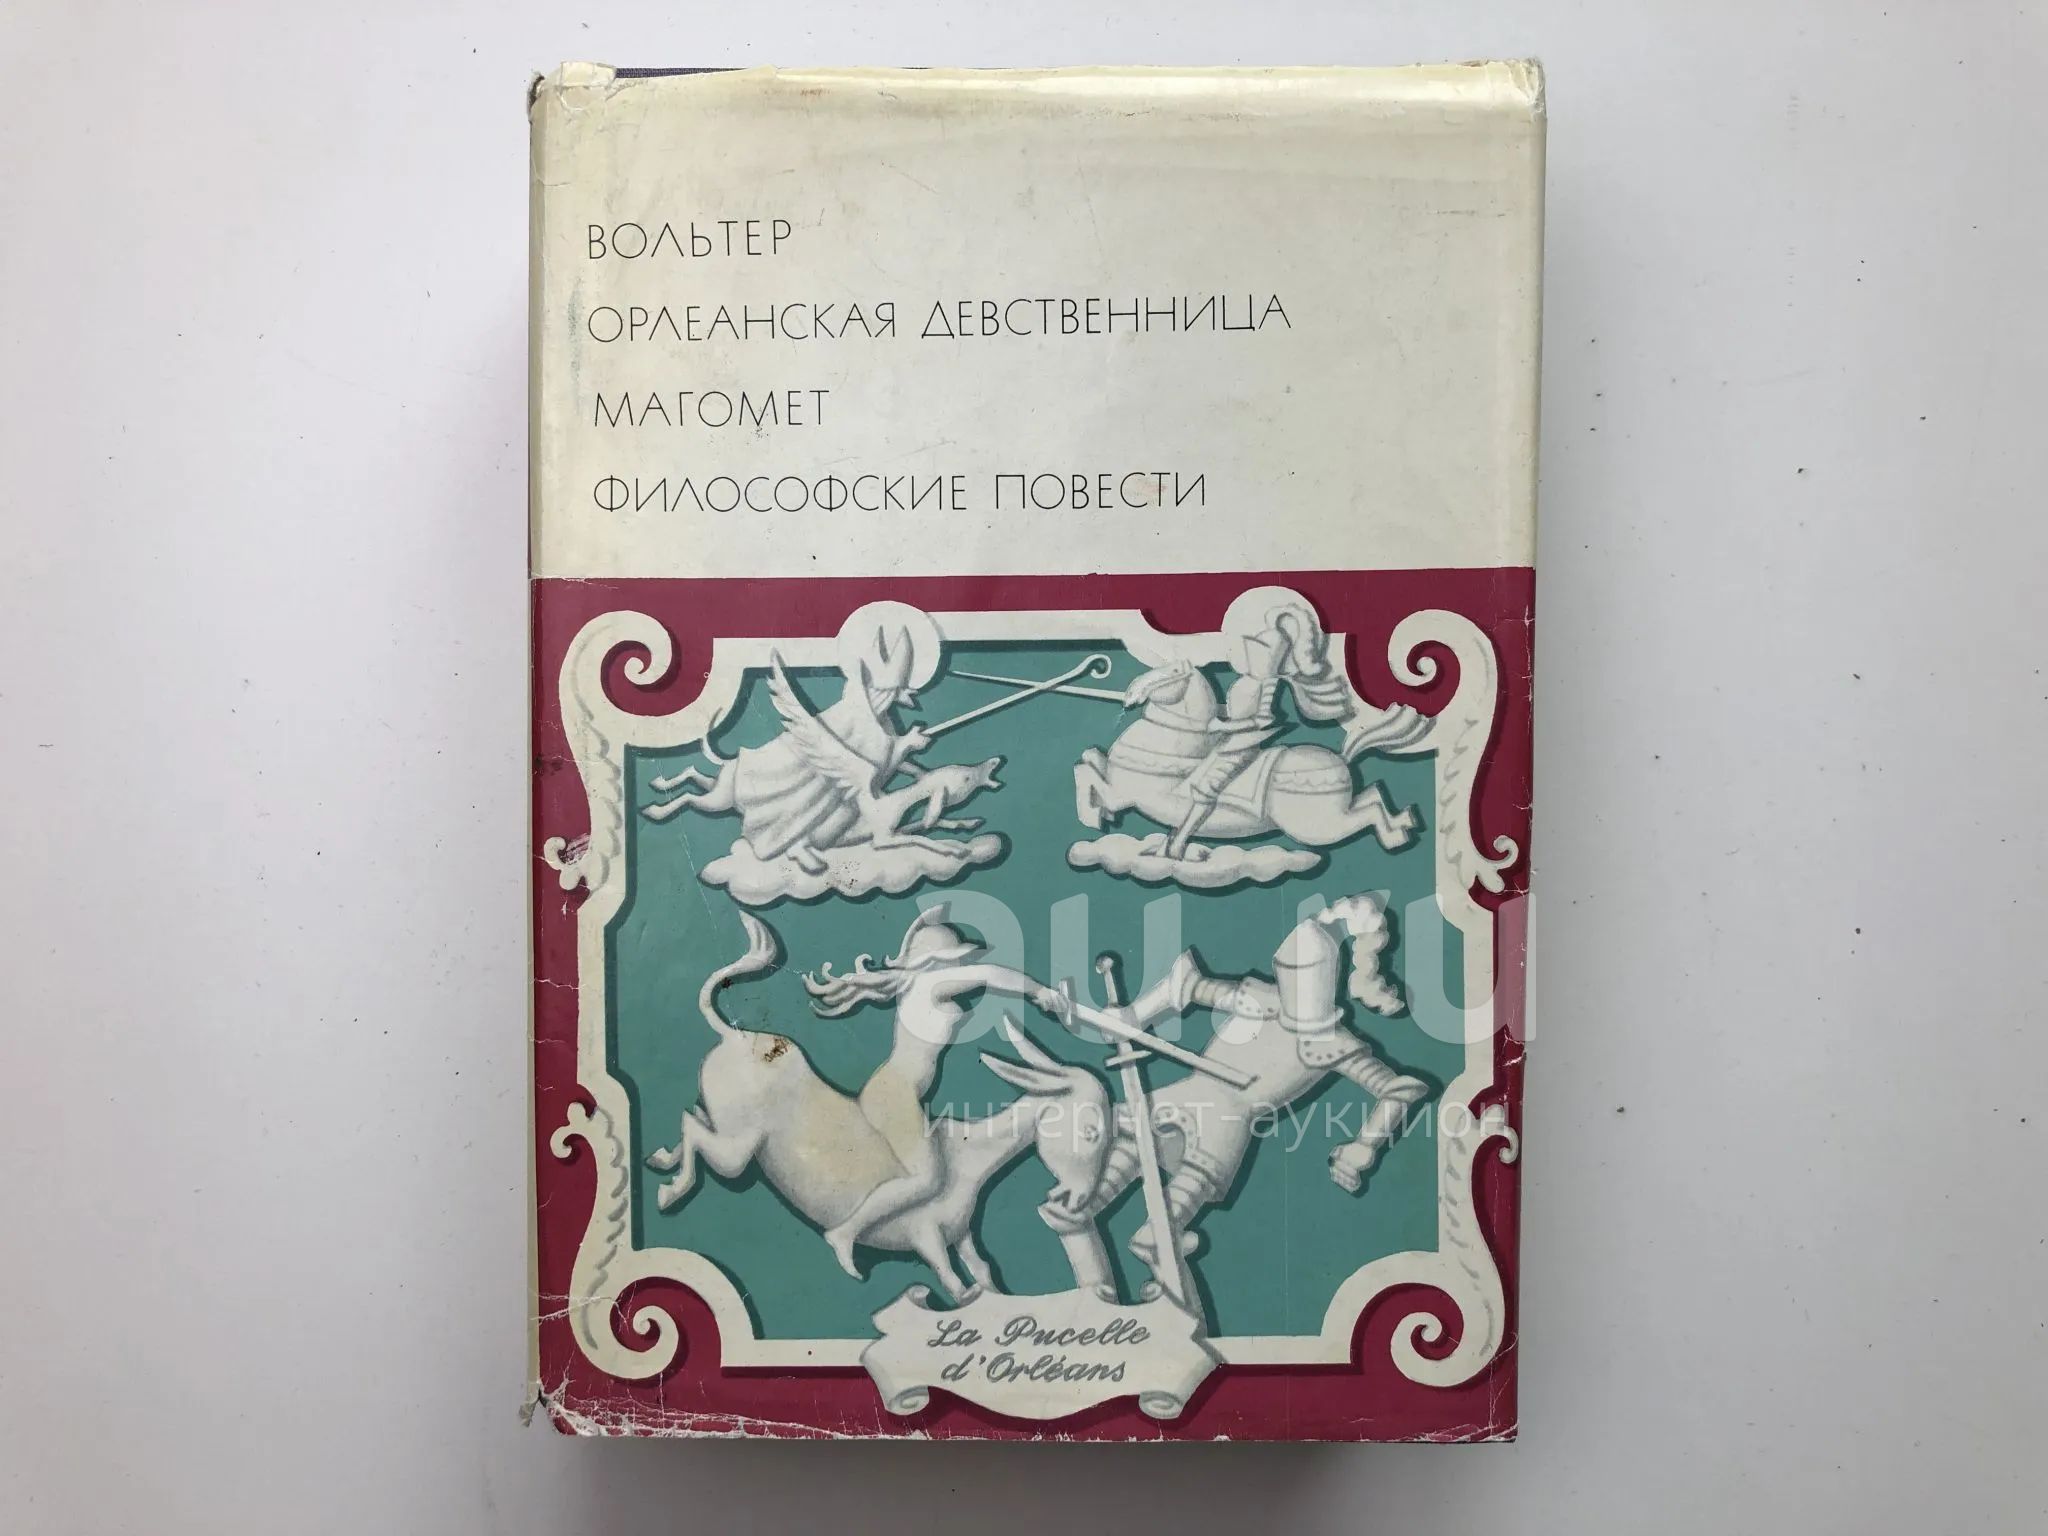 ВОЛЬТЕР
ОРЛЕАНСКАЯ ДЕВСТВЕННИЦА
МАГОМЕТ
ФИЛОСОФСКИЕ ПОВЕСТИ
au.ru
интернет-аукцион
La Pucelle
d'Orléans